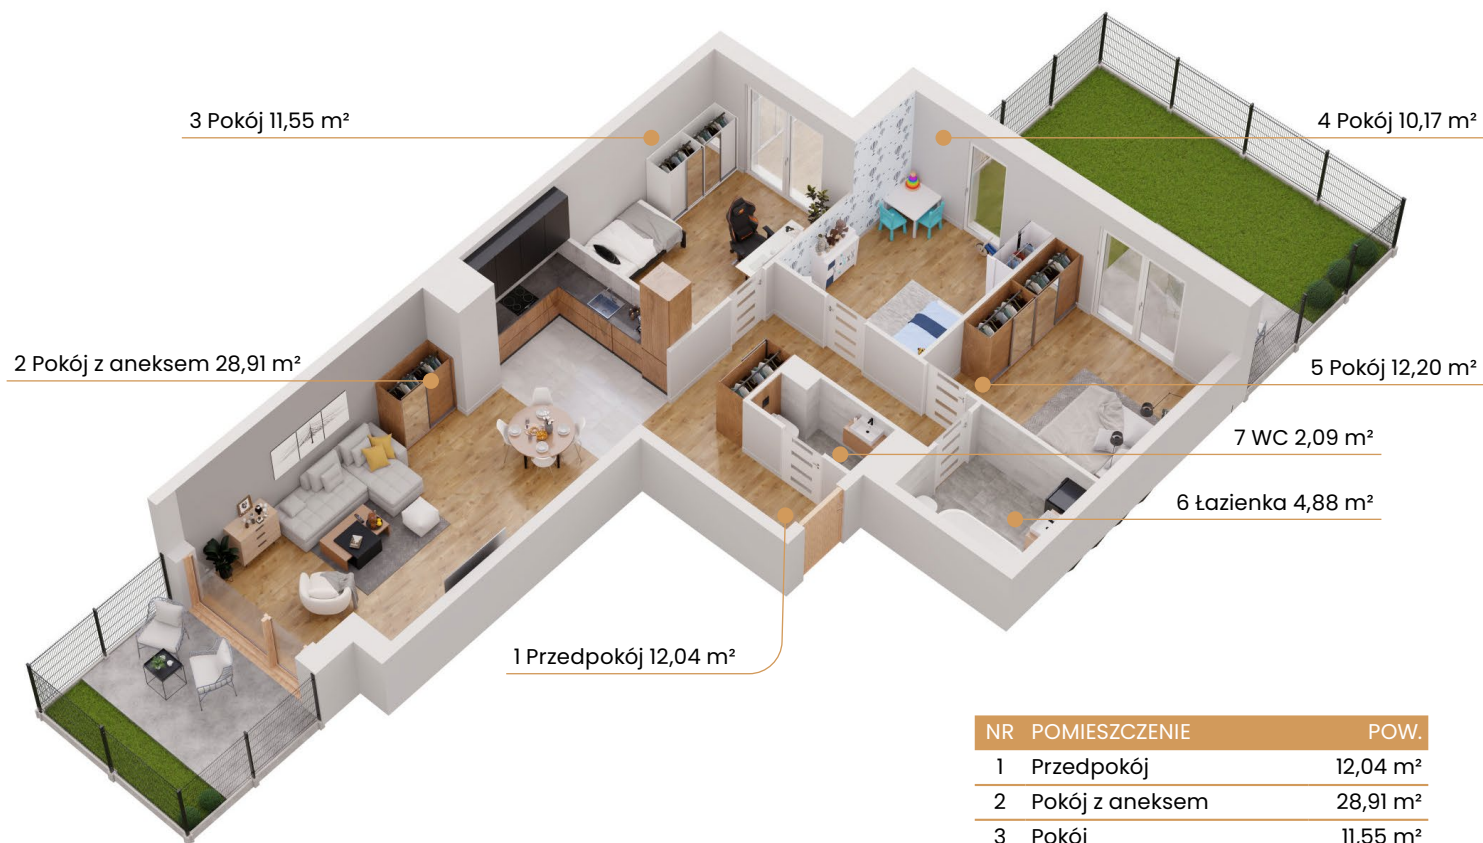 3 Pokój 11,55 m²
4 Pokój 10,17 m²
2 Pokój z aneksem 28,91 m²
5 Pokój 12,20 m²
7 WC 2,09 m²
6 Łazienka 4,88 m²
1 Przedpokój 12,04 m²
NR POMIESZCZENIE POW.
1 Przedpokój 12,04 m²
2 Pokój z aneksem 28,91 m²
3 Pokój 11,55 m²